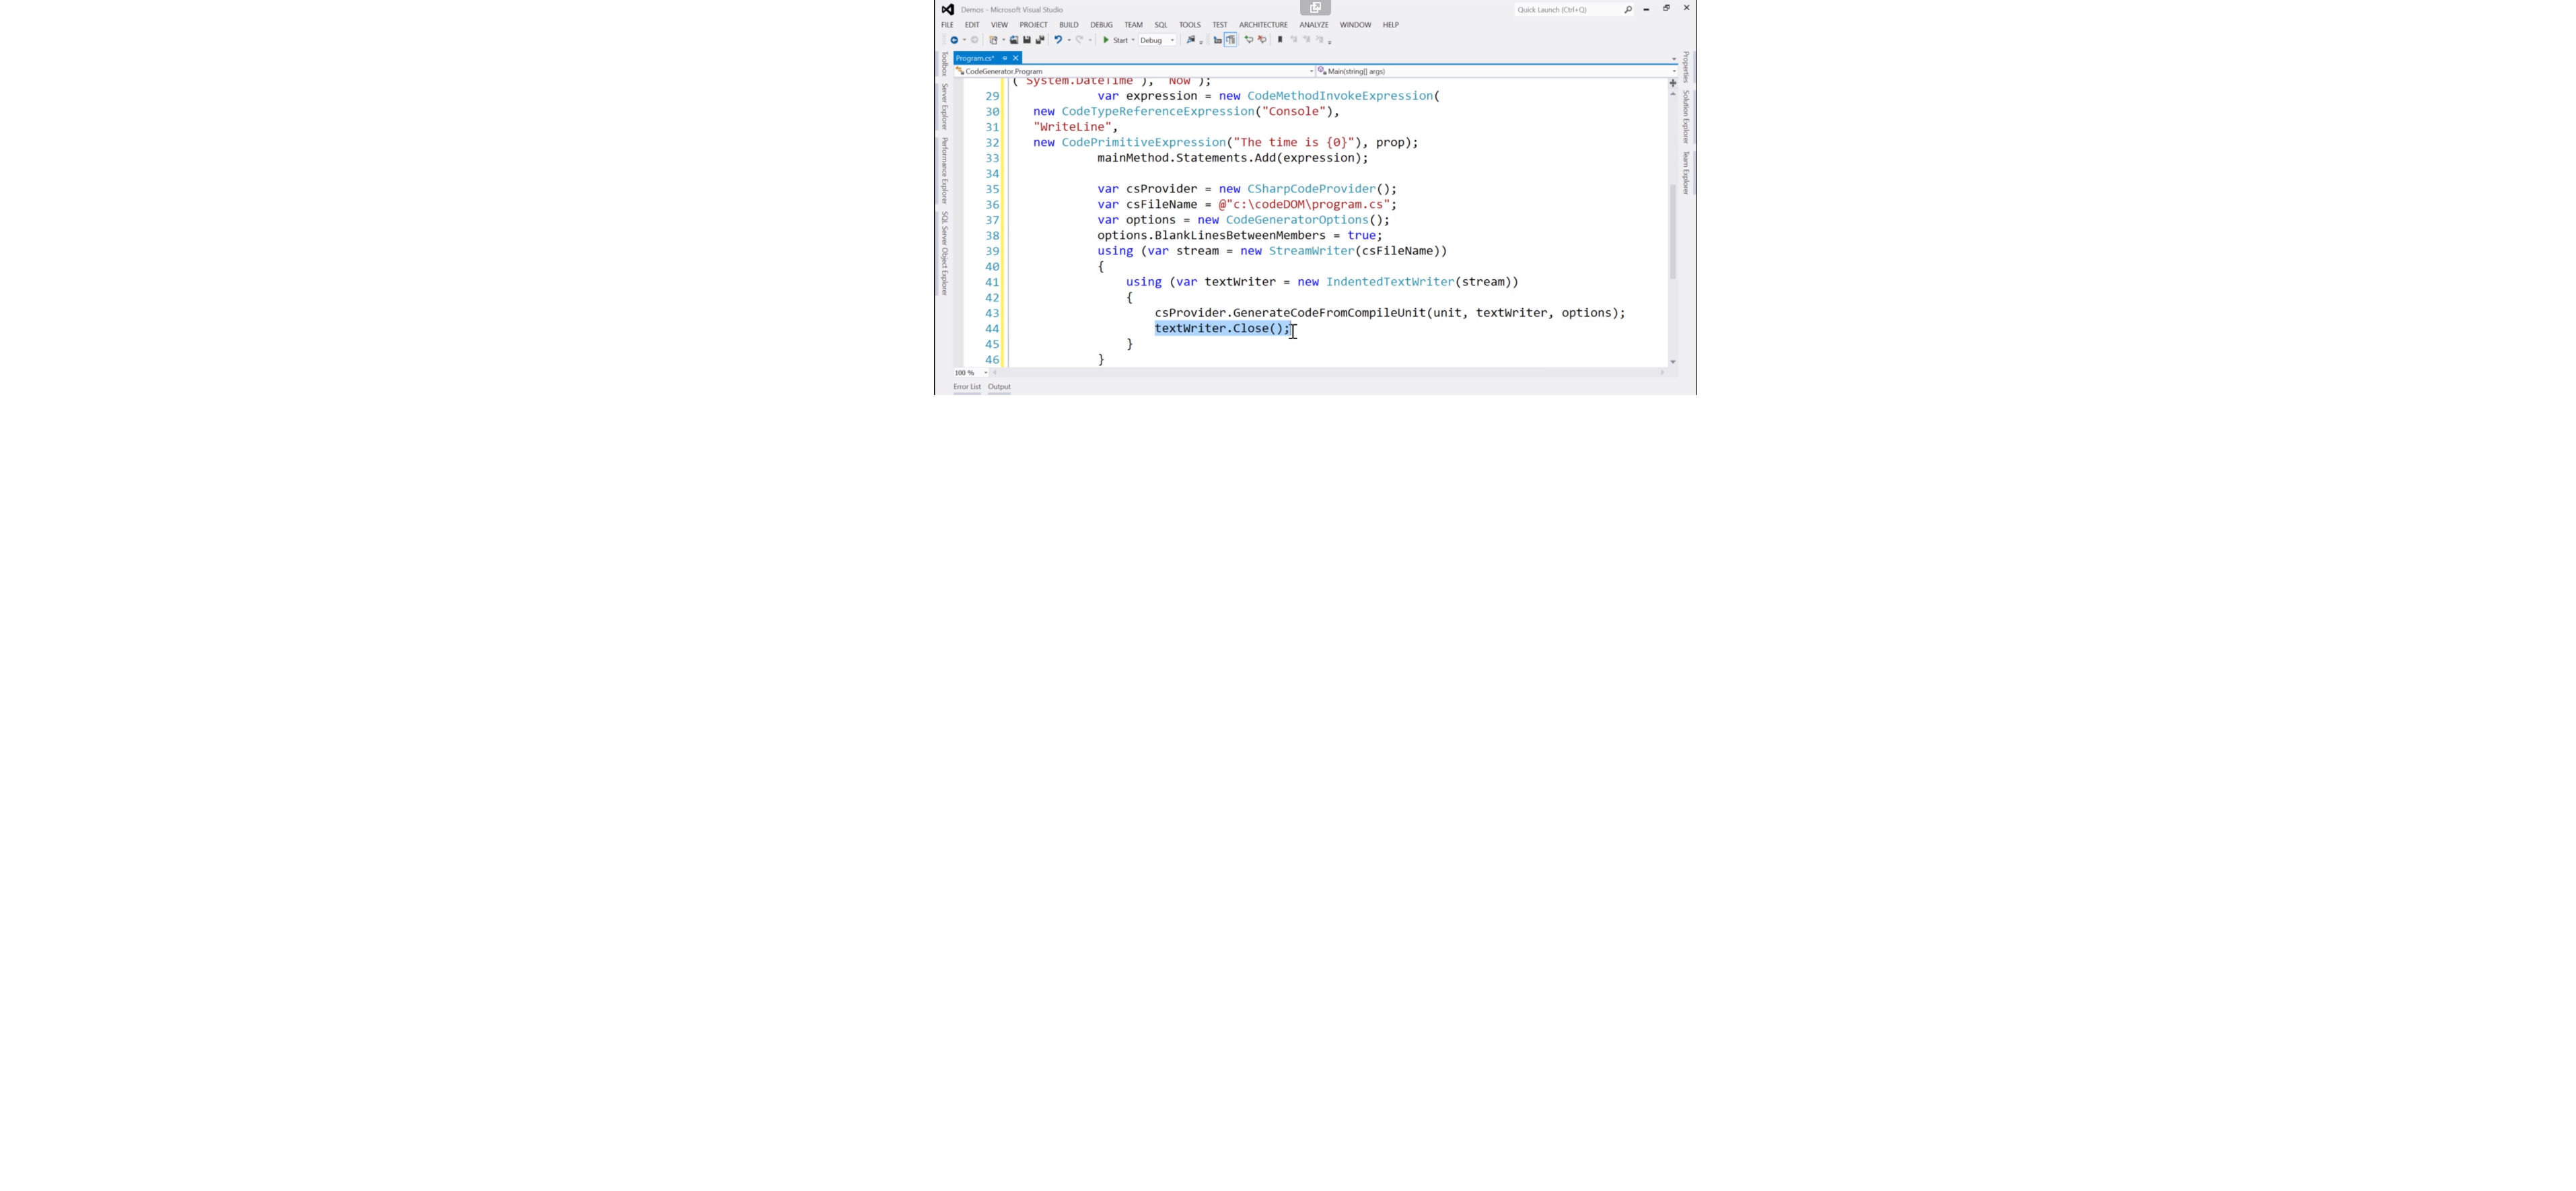 Demos - Microsoft Visual Studio
Quick Launch (Ctrl+Q)
FILE EDIT VIEW PROJECT BUILD DEBUG TEAM SQL TOOLS TEST ARCHITECTURE ANALYZE WINDOW HELP
Start Debug
Program.cs*
CodeGenerator.Program Main(string[] args)
("System.DateTime"), "Now");
29 var expression = new CodeMethodInvokeExpression(
30 new CodeTypeReferenceExpression("Console"),
31 "WriteLine",
32 new CodePrimitiveExpression("The time is {0}"), prop);
33 mainMethod.Statements.Add(expression);
34
35 var csProvider = new CSharpCodeProvider();
36 var csFileName = @"c:\codeDOM\program.cs";
37 var options = new CodeGeneratorOptions();
38 options.BlankLinesBetweenMembers = true;
39 using (var stream = new StreamWriter(csFileName))
40 {
41 using (var textWriter = new IndentedTextWriter(stream))
42 {
43 csProvider.GenerateCodeFromCompileUnit(unit, textWriter, options);
44 textWriter.Close();
45 }
46 }
100 %
Error List Output
Toolbox
Server Explorer
Performance Explorer
SQL Server Object Explorer
Properties
Solution Explorer
Team Explorer